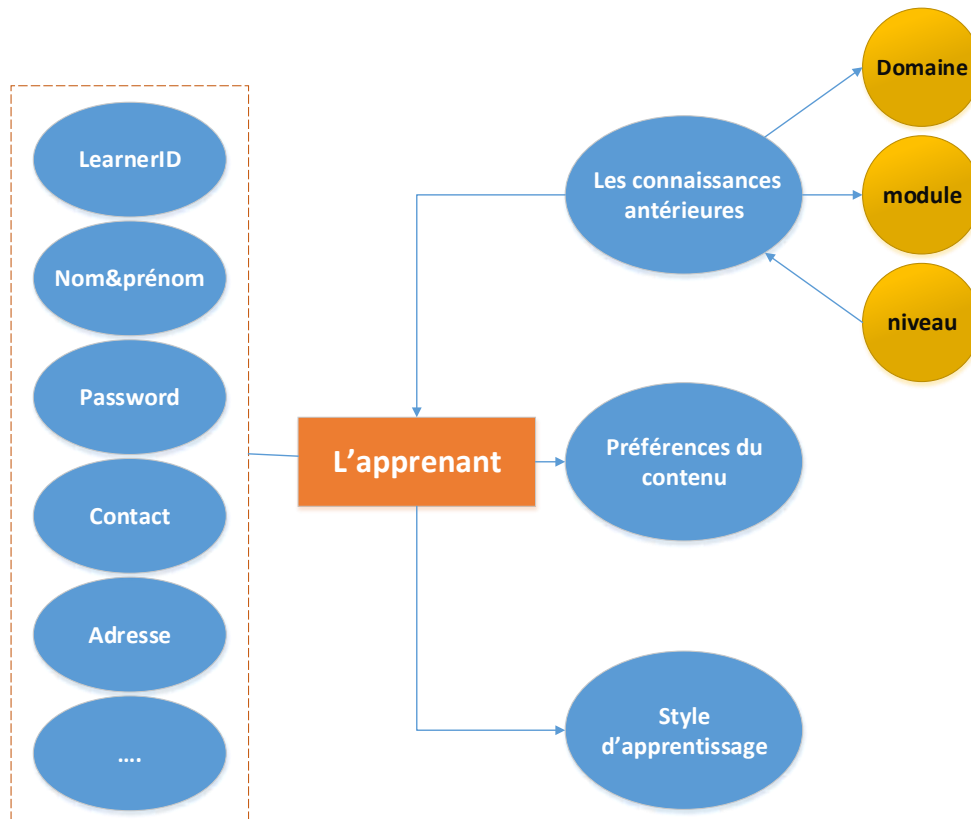 LearnerID
Nom&prénom
Password
Contact
Adresse
....
L’apprenant
Les connaissances
antérieures
Préférences du
contenu
Style
d’apprentissage
Domaine
module
niveau